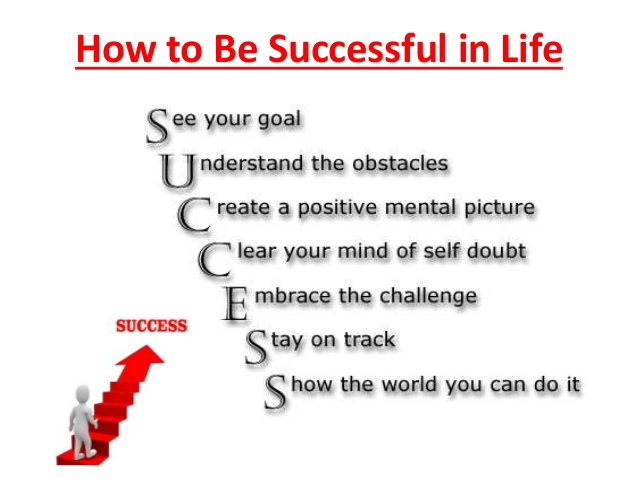 How to Be Successful in Life
See your goal
Understand the obstacles
Create a positive mental picture
Clear your mind of self doubt
Embrace the challenge
SUCCESS
Stay on track
Show the world you can do it